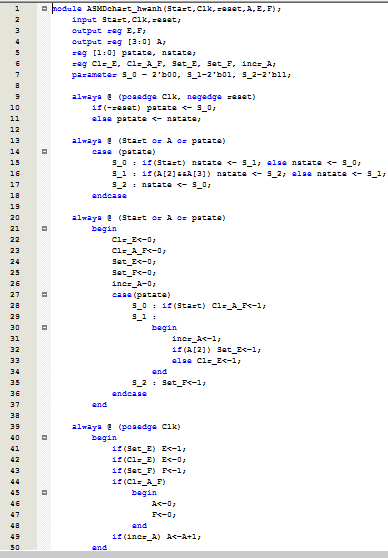 1 module ASMDchart_hwanh(Start,Clk,reset,A,E,F);
2 input Start,Clk,reset;
3 output reg E,F;
4 output reg [3:0] A;
5 reg [1:0] pstate, nstate;
6 reg Clr_E, Clr_A_F, Set_E, Set_F, incr_A;
7 parameter S_0 = 2'b00, S_1=2'b01, S_2=2'b11;
8
9 always @ (posedge Clk, negedge reset)
10 if(~reset) pstate <= S_0;
11 else pstate <= nstate;
12
13 always @ (Start or A or pstate)
14 case (pstate)
15 S_0 : if(Start) nstate <= S_1; else nstate <= S_0;
16 S_1 : if(A[2]&&A[3]) nstate <= S_2; else nstate <= S_1;
17 S_2 : nstate <= S_0;
18 endcase
19
20 always @ (Start or A or pstate)
21 begin
22 Clr_E<=0;
23 Clr_A_F<=0;
24 Set_E<=0;
25 Set_F<=0;
26 incr_A=0;
27 case(pstate)
28 S_0 : if(Start) Clr_A_F<=1;
29 S_1 :
30 begin
31 incr_A<=1;
32 if(A[2]) Set_E<=1;
33 else Clr_E<=1;
34 end
35 S_2 : Set_F<=1;
36 endcase
37 end
38
39 always @ (posedge Clk)
40 begin
41 if(Set_E) E<=1;
42 if(Clr_E) E<=0;
43 if(Set_F) F<=1;
44 if(Clr_A_F)
45 begin
46 A<=0;
47 F<=0;
48 end
49 if(incr_A) A<=A+1;
50 end